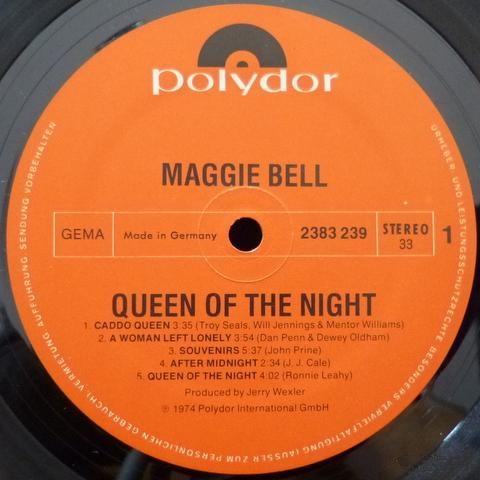 polydor
MAGGIE BELL
GEMA
Made in Germany
2383 239
STEREO
33
1
QUEEN OF THE NIGHT
1. CADDO QUEEN 3:35 (Troy Seals, Will Jennings & Mentor Williams)
2. A WOMAN LEFT LONELY 3:54 (Dan Penn & Dewey Oldham)
3. SOUVENIRS 5:37 (John Prine)
4. AFTER MIDNIGHT 2:34 (J. J. Cale)
5. QUEEN OF THE NIGHT 4:02 (Ronnie Leahy)
Produced by Jerry Wexler
℗ 1974 Polydor International GmbH
URHEBER- UND LEISTUNGSSCHUTZRECHTE BESONDERS VERVIELFÄLTIGUNG (AUSSER ZUM PERSÖNLICHEN GEBRAUCH), VERMIETUNG, AUFFÜHRUNG, SENDUNG VORBEHALTEN